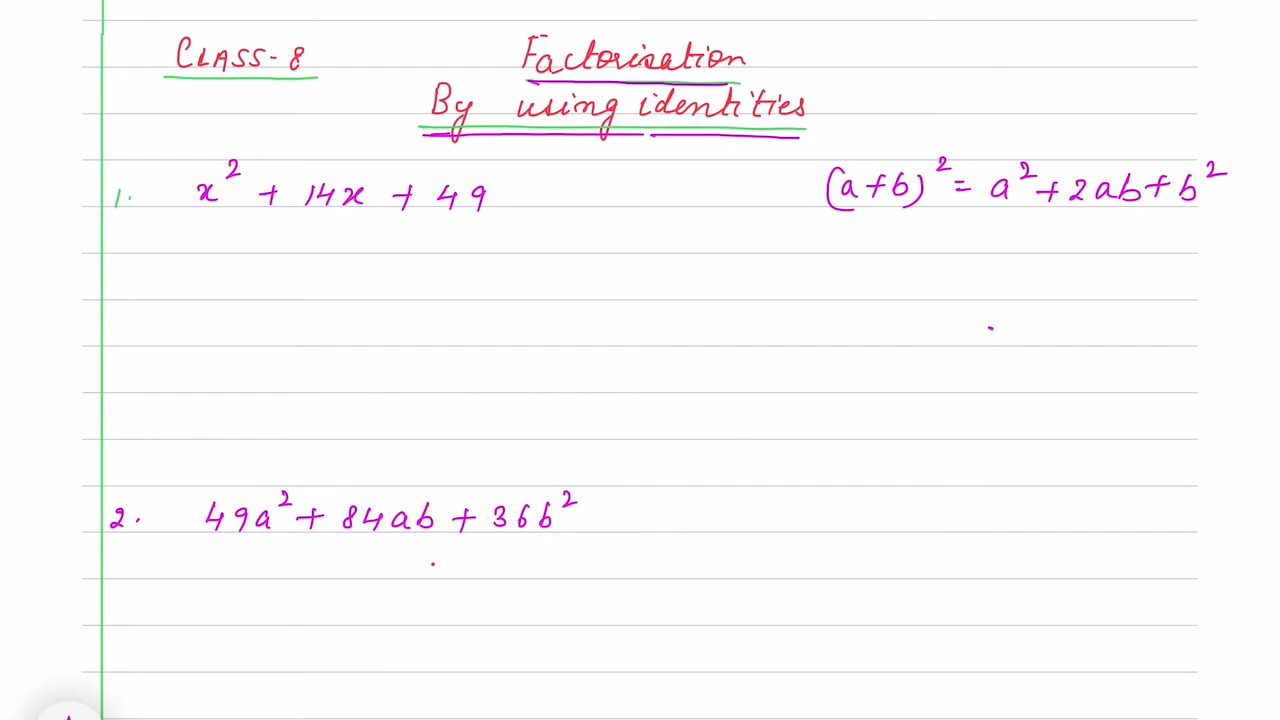 CLASS-8 Factorisation
By using identities
1. x² + 14x + 49 (a+b)² = a² + 2ab + b²
2. 49a² + 84ab + 36b²